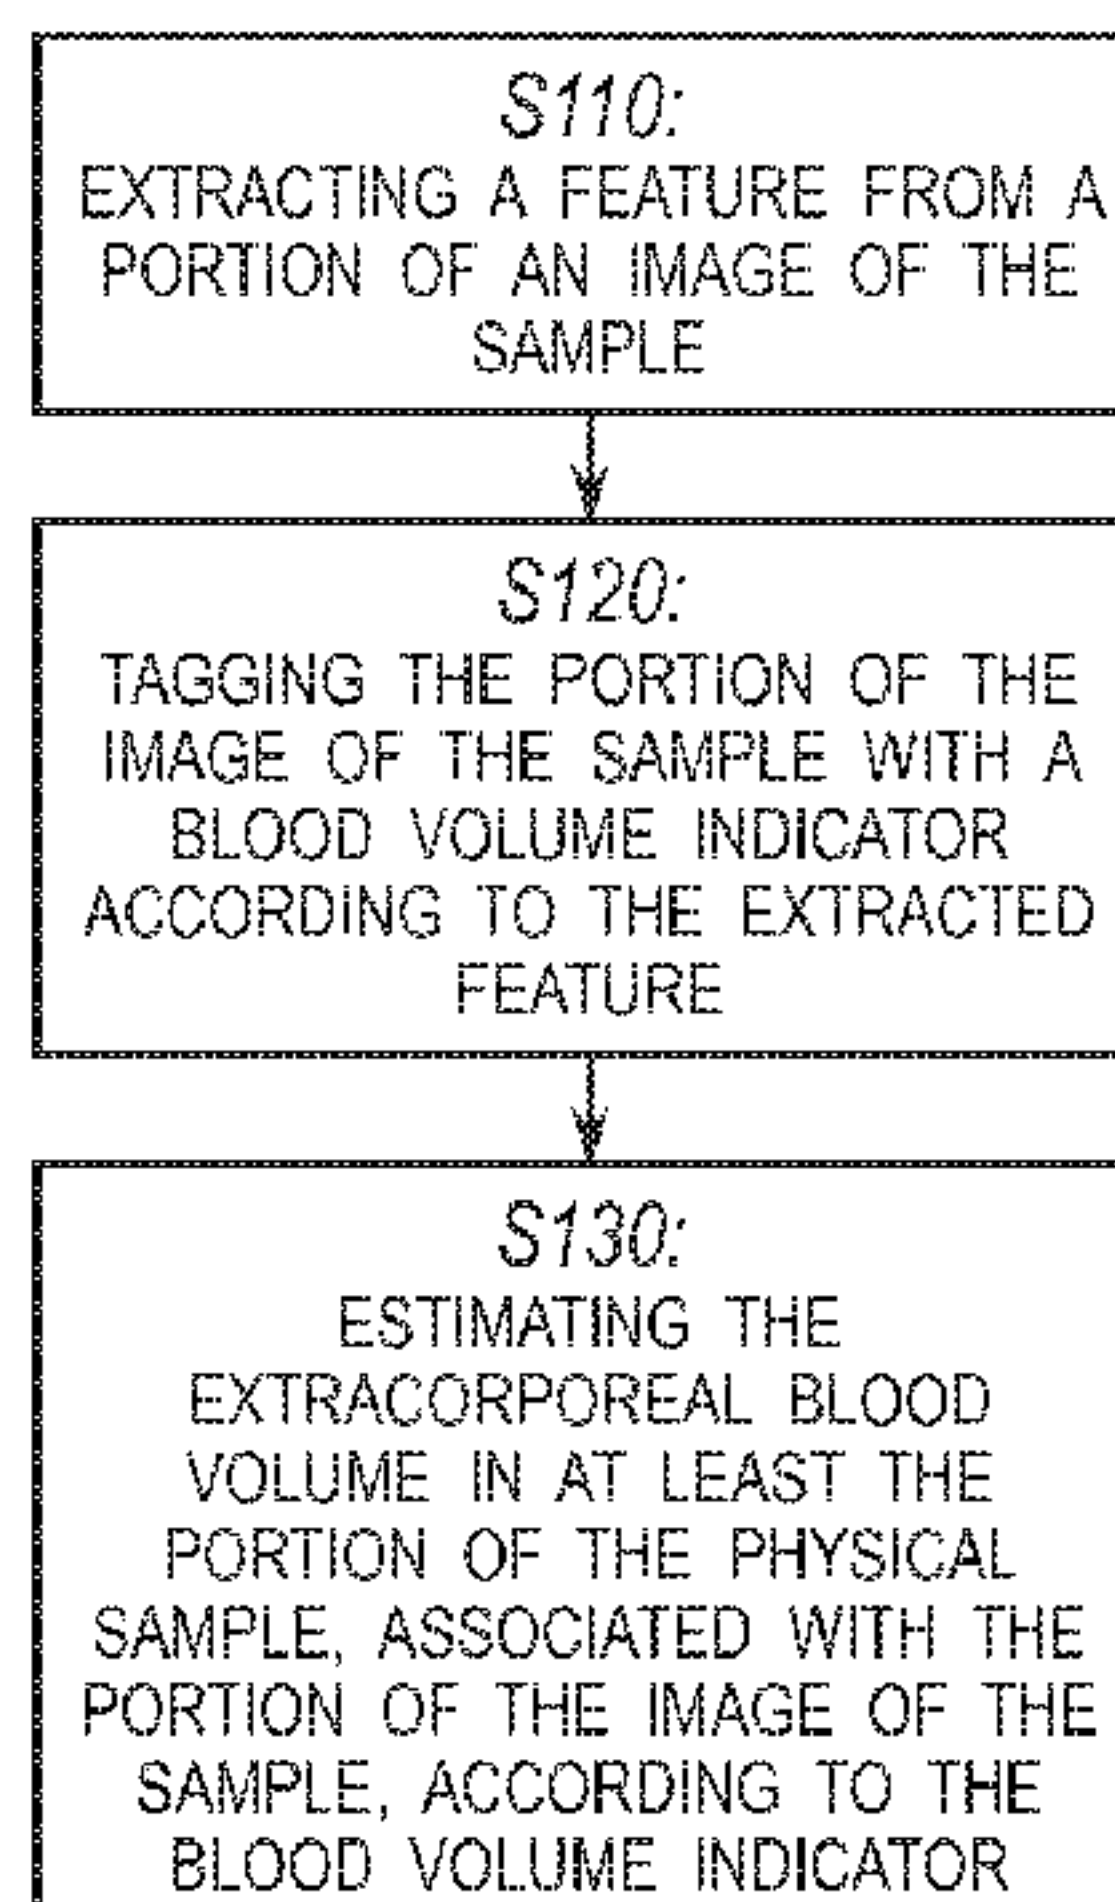 S110:
EXTRACTING A FEATURE FROM A
PORTION OF AN IMAGE OF THE
SAMPLE
S120:
TAGGING THE PORTION OF THE
IMAGE OF THE SAMPLE WITH A
BLOOD VOLUME INDICATOR
ACCORDING TO THE EXTRACTED
FEATURE
S130:
ESTIMATING THE
EXTRACORPOREAL BLOOD
VOLUME IN AT LEAST THE
PORTION OF THE PHYSICAL
SAMPLE, ASSOCIATED WITH THE
PORTION OF THE IMAGE OF THE
SAMPLE, ACCORDING TO THE
BLOOD VOLUME INDICATOR